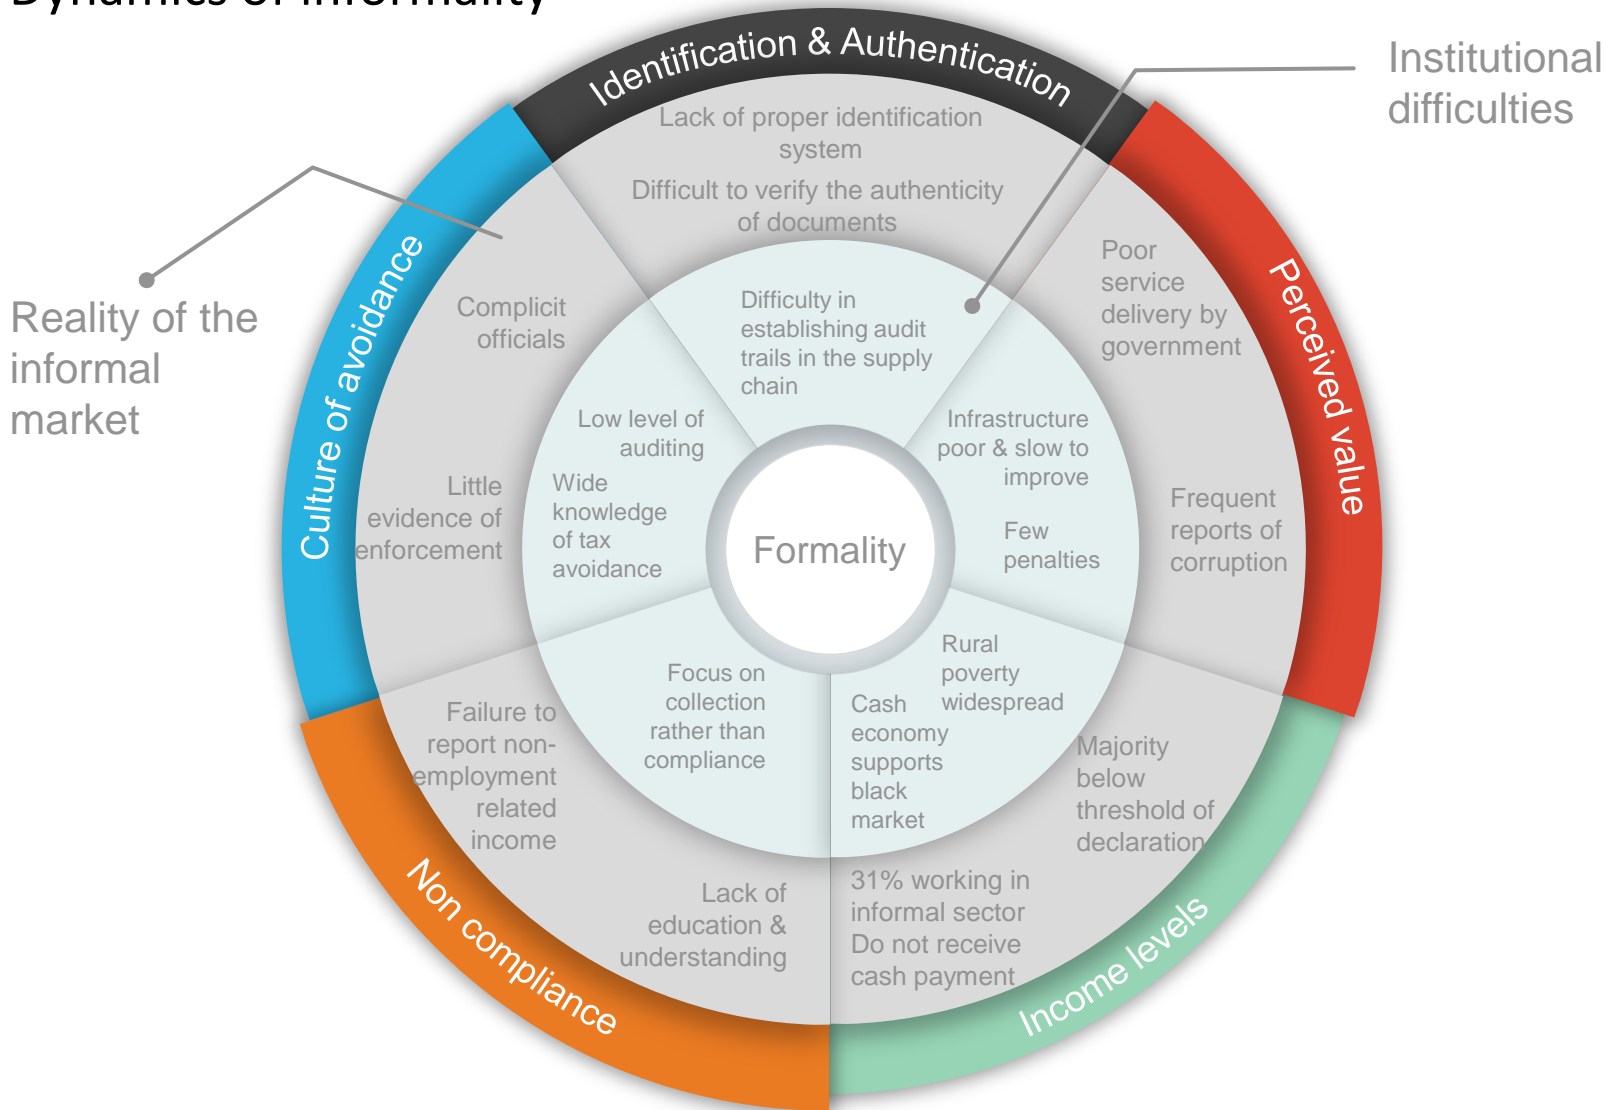 Dynamics of informality
Identification & Authentication
Institutional
difficulties
Lack of proper identification
system
Difficult to verify the authenticity
of documents
Difficulty in
establishing audit
trails in the supply
chain
Perceived value
Poor
service
delivery by
government
Frequent
reports of
corruption
Infrastructure
poor & slow to
improve
Few
penalties
Income levels
Rural
poverty
widespread
Cash
economy
supports
black
market
Majority
below
threshold of
declaration
31% working in
informal sector
Do not receive
cash payment
Non compliance
Focus on
collection
rather than
compliance
Failure to
report non-
employment
related
income
Lack of
education &
understanding
Culture of avoidance
Complicit
officials
Little
evidence of
enforcement
Low level of
auditing
Wide
knowledge
of tax
avoidance
Reality of the
informal
market
Formality